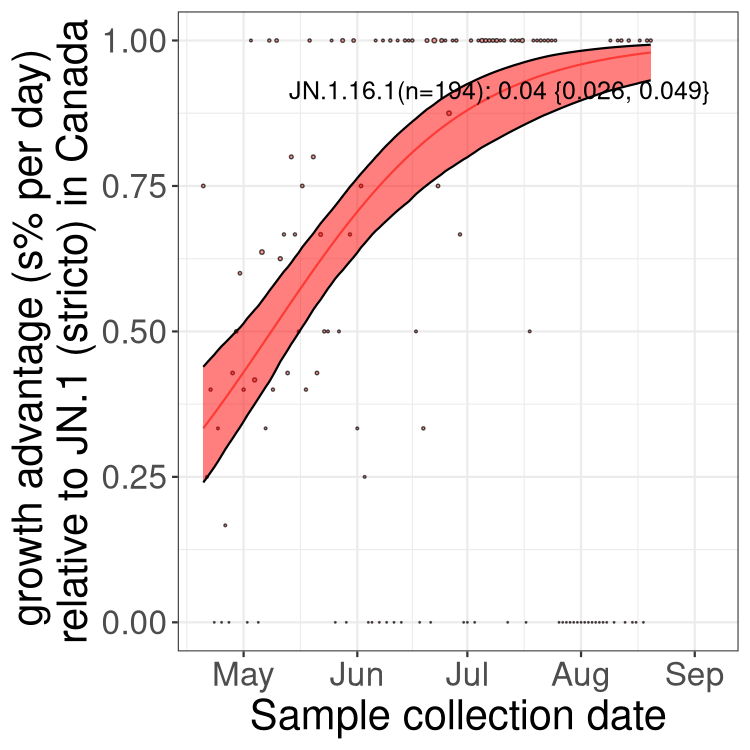 growth advantage (s% per day)
relative to JN.1 (stricto) in Canada
1.00
0.75
0.50
0.25
0.00
JN.1.16.1(n=194): 0.04 {0.026, 0.049}
May Jun Jul Aug Sep
Sample collection date